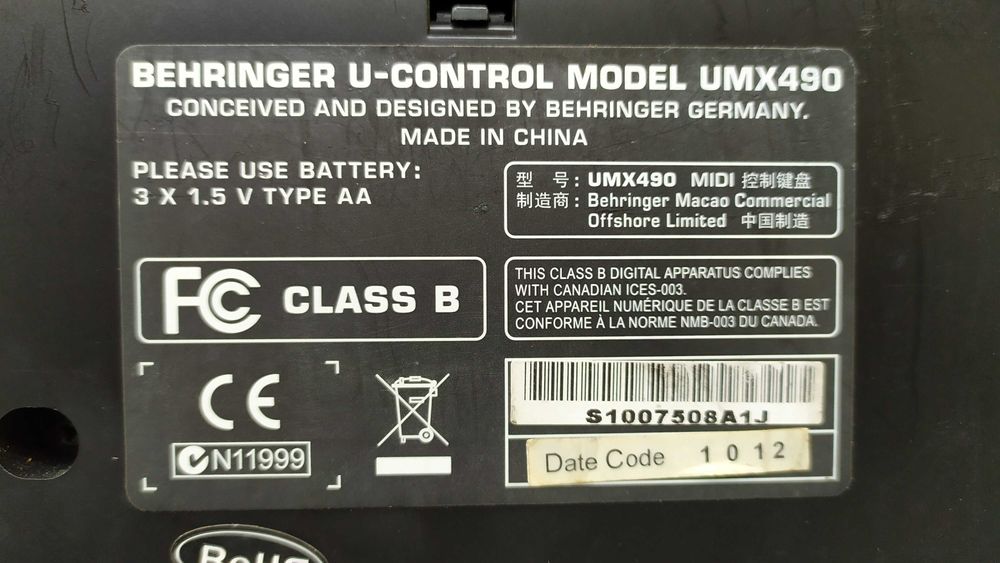 BEHRINGER U-CONTROL MODEL UMX490
CONCEIVED AND DESIGNED BY BEHRINGER GERMANY.
MADE IN CHINA
PLEASE USE BATTERY:
3 X 1.5 V TYPE AA
型 号: UMX490 MIDI 控制键盘
制造商: Behringer Macao Commercial
Offshore Limited 中国制造
FC CLASS B
THIS CLASS B DIGITAL APPARATUS COMPLIES
WITH CANADIAN ICES-003.
CET APPAREIL NUMÉRIQUE DE LA CLASSE B EST
CONFORME À LA NORME NMB-003 DU CANADA.
CE
N11999
S1007508A1J
Date Code 1012
RoHS